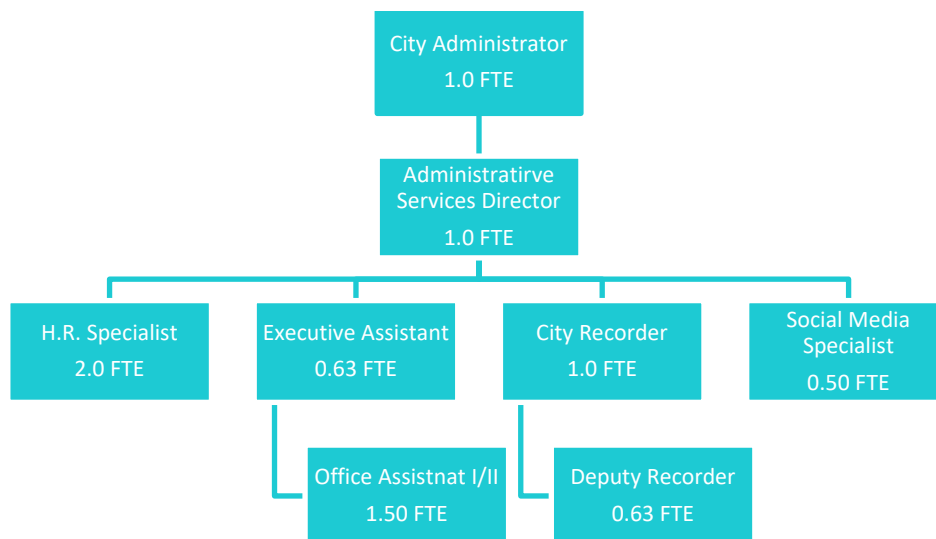 City Administrator
1.0 FTE
Administratirve
Services Director
1.0 FTE
H.R. Specialist
2.0 FTE
Executive Assistant
0.63 FTE
City Recorder
1.0 FTE
Social Media
Specialist
0.50 FTE
Office Assistnat I/II
1.50 FTE
Deputy Recorder
0.63 FTE